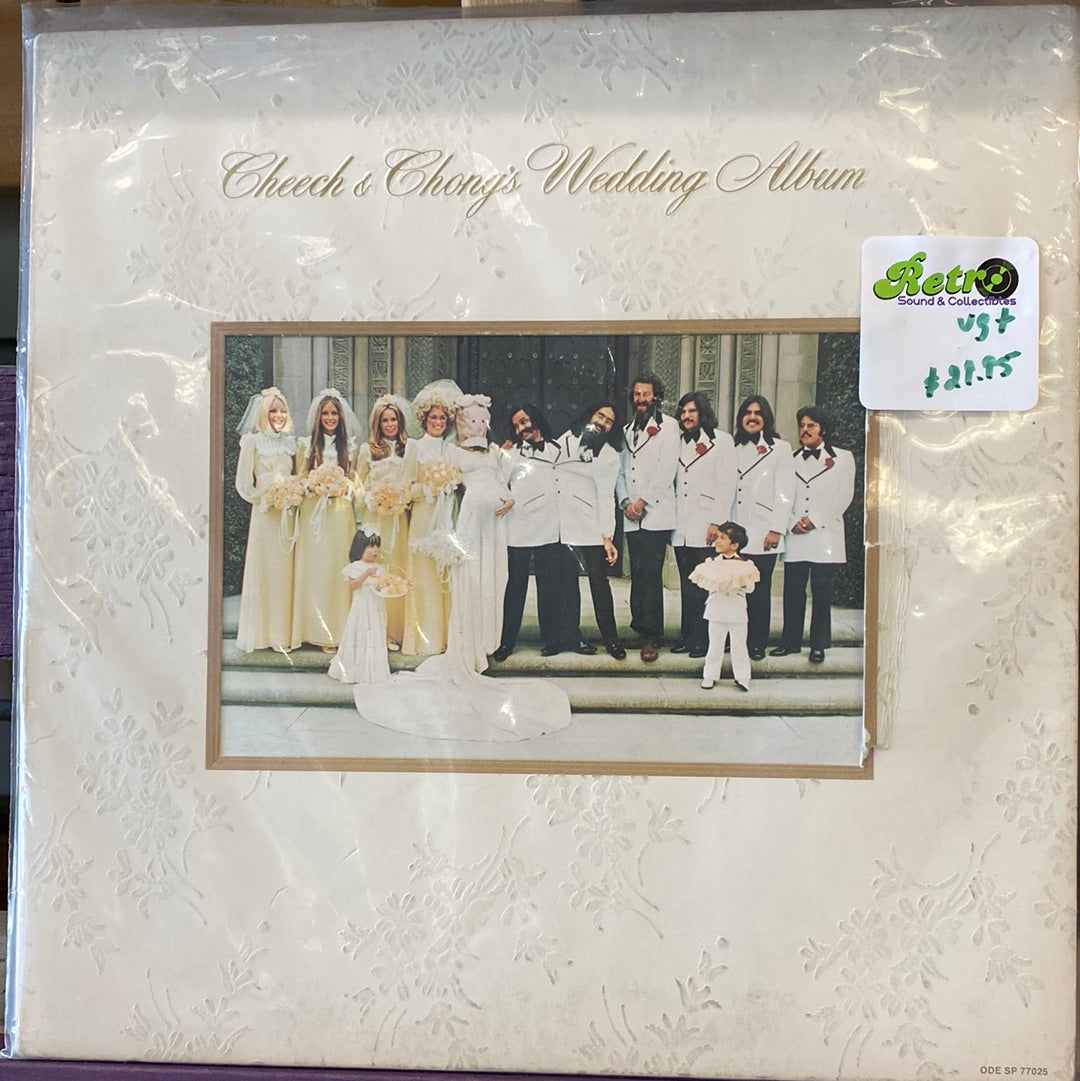 Cheech & Chong's Wedding Album
Retro
Sound & Collectibles
vg+
$21.95
ODE SP 77025